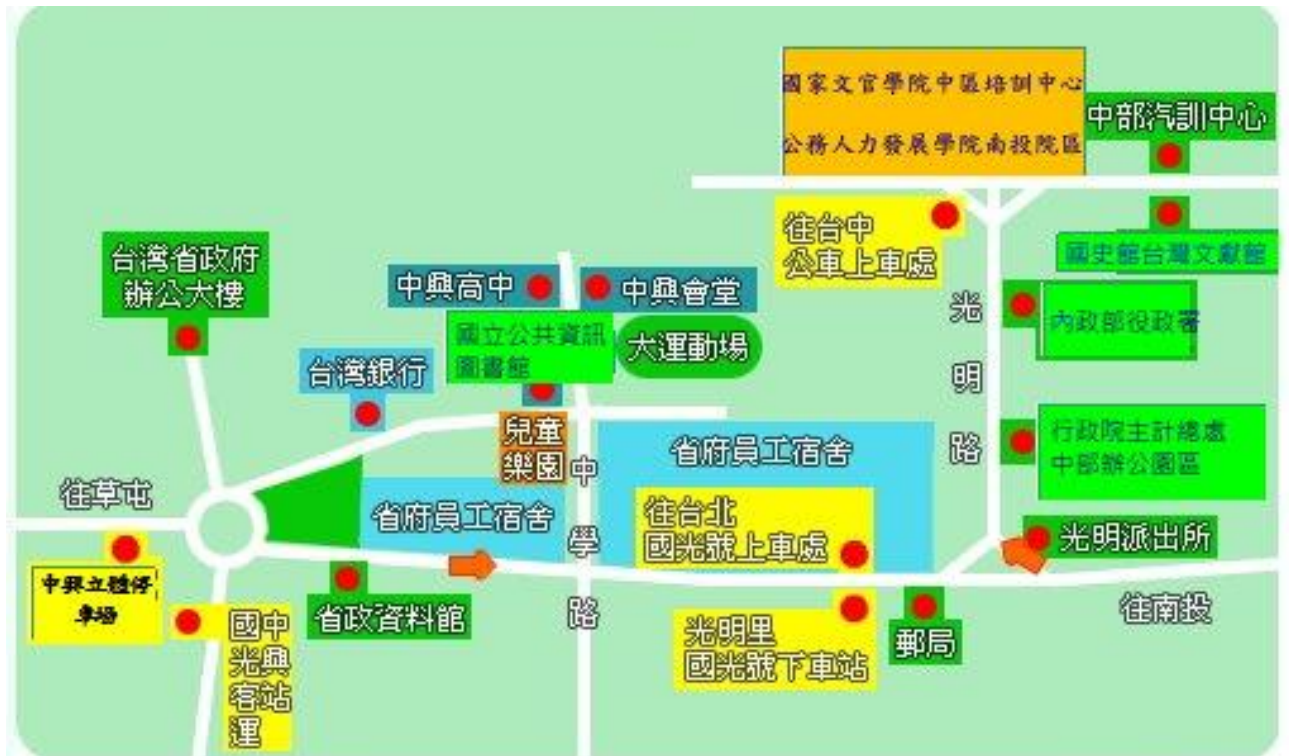 國家文官學院中區培訓中心
公務人力發展學院南投院區
中部汽訓中心
往台中
公車上車處
國史館台灣文獻館
台灣省政府
辦公大樓
中興高中
中興會堂
國立公共資訊
圖書館
大運動場
光明路
內政部役政署
台灣銀行
兒童
樂園
省府員工宿舍
行政院主計總處
中部辦公園區
往草屯
省府員工宿舍
中學路
往台北
國光號上車處
光明派出所
中興立體停
車場
國光客運
中興站
省政資料館
光明里
國光號下車站
郵局
往南投